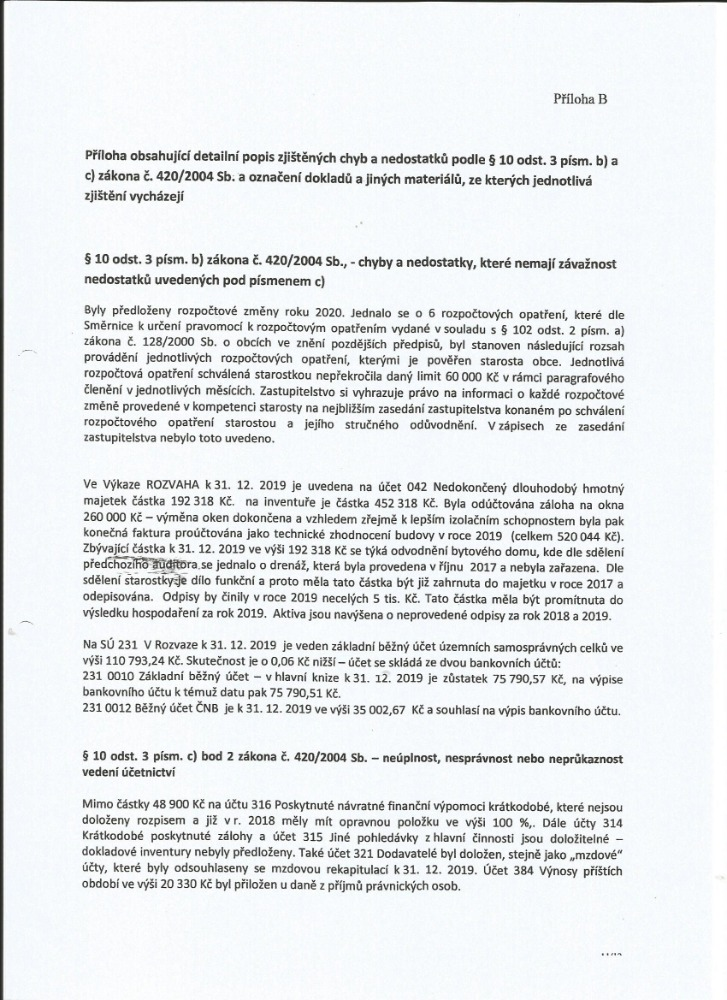 Příloha B
Příloha obsahující detailní popis zjištěných chyb a nedostatků podle § 10 odst. 3 písm. b) a
c) zákona č. 420/2004 Sb. a označení dokladů a jiných materiálů, ze kterých jednotlivá
zjištění vycházejí
§ 10 odst. 3 písm. b) zákona č. 420/2004 Sb., - chyby a nedostatky, které nemají závažnost
nedostatků uvedených pod písmenem c)
Byly předloženy rozpočtové změny roku 2020. Jednalo se o 6 rozpočtových opatření, které dle
Směrnice k určení pravomocí k rozpočtovým opatřením vydané v souladu s § 102 odst. 2 písm. a)
zákona č. 128/2000 Sb. o obcích ve znění pozdějších předpisů, byl stanoven následující rozsah
provádění jednotlivých rozpočtových opatření, kterými je pověřen starosta obce. Jednotlivá
rozpočtová opatření schválená starostkou nepřekročila daný limit 60 000 Kč v rámci paragrafového
členění v jednotlivých měsících. Zastupitelstvo si vyhrazuje právo na informaci o každé rozpočtové
změně provedené v kompetenci starosty na nejbližším zasedání zastupitelstva konaném po schválení
rozpočtového opatření starostou a jejího stručného odůvodnění. V zápisech ze zasedání
zastupitelstva nebylo toto uvedeno.
Ve Výkaze ROZVAHA k 31. 12. 2019 je uvedena na účet 042 Nedokončený dlouhodobý hmotný
majetek částka 192 318 Kč. na inventuře je částka 452 318 Kč. Byla odúčtována záloha na okna
260 000 Kč – výměna oken dokončena a vzhledem zřejmě k lepším izolačním schopnostem byla pak
konečná faktura proúčtována jako technické zhodnocení budovy v roce 2019 (celkem 520 044 Kč).
Zbývající částka k 31. 12. 2019 ve výši 192 318 Kč se týká odvodnění bytového domu, kde dle sdělení
předchozího auditora se jednalo o drenáž, která byla provedena v říjnu 2017 a nebyla zařazena. Dle
sdělení starostky je dílo funkční a proto měla tato částka být již zahrnuta do majetku v roce 2017 a
odepisována. Odpisy by činily v roce 2019 necelých 5 tis. Kč. Tato částka měla být promítnuta do
výsledku hospodaření za rok 2019. Aktiva jsou navýšena o neprovedené odpisy za rok 2018 a 2019.
Na SÚ 231 V Rozvaze k 31. 12. 2019 je veden základní běžný účet územních samosprávných celků ve
výši 110 793,24 Kč. Skutečnost je o 0,06 Kč nižší – účet se skládá ze dvou bankovních účtů:
231 0010 Základní běžný účet – v hlavní knize k 31. 12. 2019 je zůstatek 75 790,57 Kč, na výpise
bankovního účtu k témuž datu pak 75 790,51 Kč.
231 0012 Běžný účet ČNB je k 31. 12. 2019 ve výši 35 002,67 Kč a souhlasí na výpis bankovního účtu.
§ 10 odst. 3 písm. c) bod 2 zákona č. 420/2004 Sb. – neúplnost, nesprávnost nebo neprůkaznost
vedení účetnictví
Mimo částky 48 900 Kč na účtu 316 Poskytnuté návratné finanční výpomoci krátkodobé, které nejsou
doloženy rozpisem a již v r. 2018 měly mít opravnou položku ve výši 100 %,. Dále účty 314
Krátkodobé poskytnuté zálohy a účet 315 Jiné pohledávky z hlavní činnosti jsou doložitelné –
dokladové inventury nebyly předloženy. Také účet 321 Dodavatelé byl doložen, stejně jako „mzdové“
účty, které byly odsouhlaseny se mzdovou rekapitulací k 31. 12. 2019. Účet 384 Výnosy příštích
období ve výši 20 330 Kč byl přiložen u daně z příjmů právnických osob.